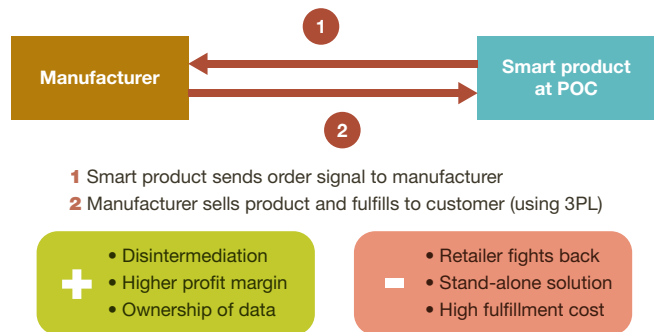 1
Manufacturer
Smart product
at POC
2
1 Smart product sends order signal to manufacturer
2 Manufacturer sells product and fulfills to customer (using 3PL)
+
• Disintermediation
• Higher profit margin
• Ownership of data
-
• Retailer fights back
• Stand-alone solution
• High fulfillment cost